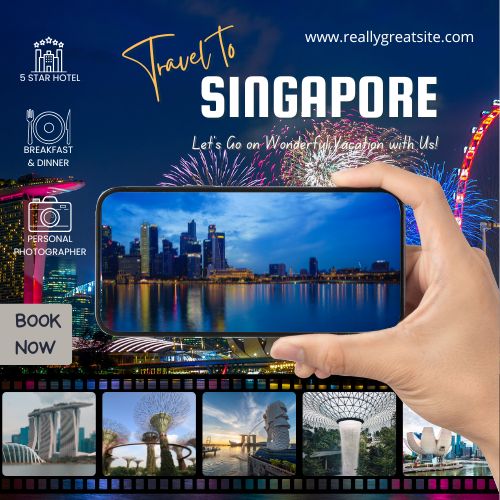 www.reallygreatsite.com
Travel to
SINGAPORE
Let's Go on Wonderful Vacation with Us!
5 STAR HOTEL
BREAKFAST
& DINNER
PERSONAL
PHOTOGRAPHER
BOOK
NOW